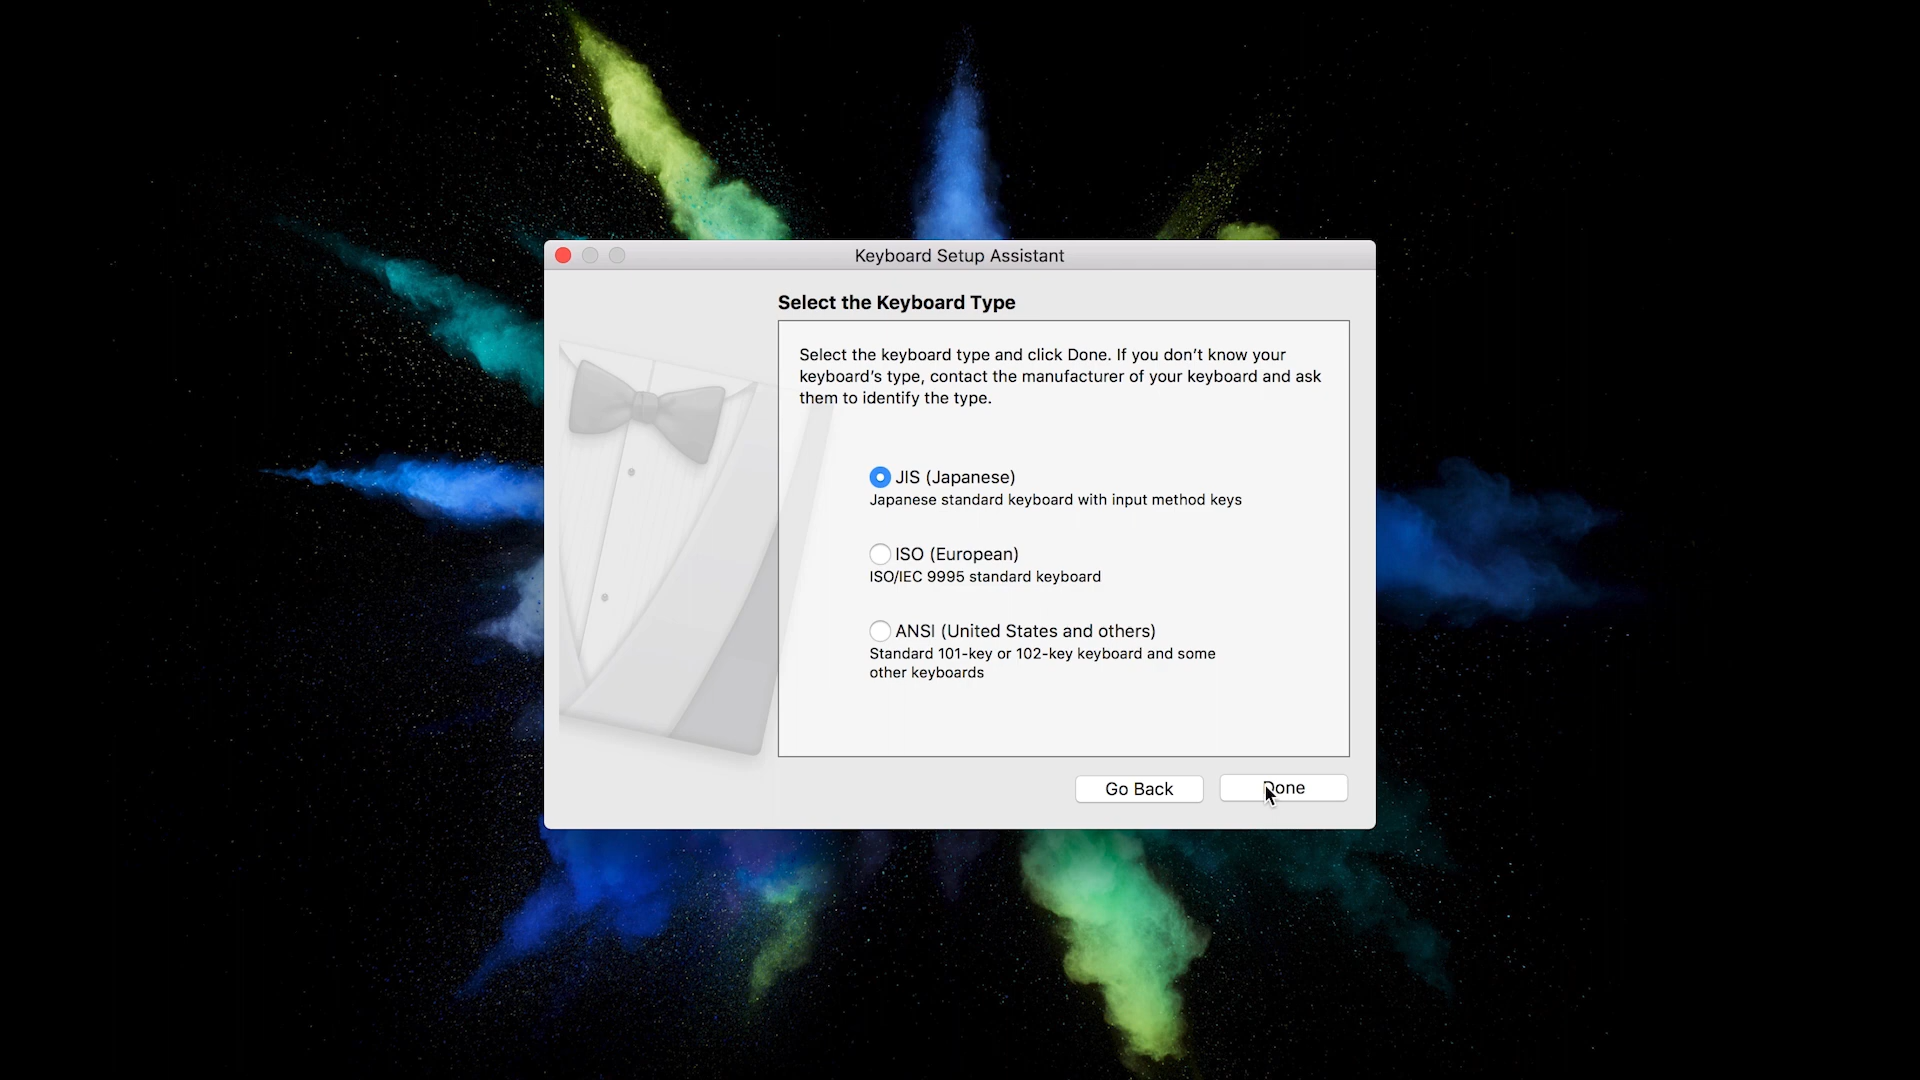 Keyboard Setup Assistant
Select the Keyboard Type
Select the keyboard type and click Done. If you don’t know your
keyboard’s type, contact the manufacturer of your keyboard and ask
them to identify the type.
JIS (Japanese)
Japanese standard keyboard with input method keys
ISO (European)
ISO/IEC 9995 standard keyboard
ANSI (United States and others)
Standard 101-key or 102-key keyboard and some
other keyboards
Go Back
Done